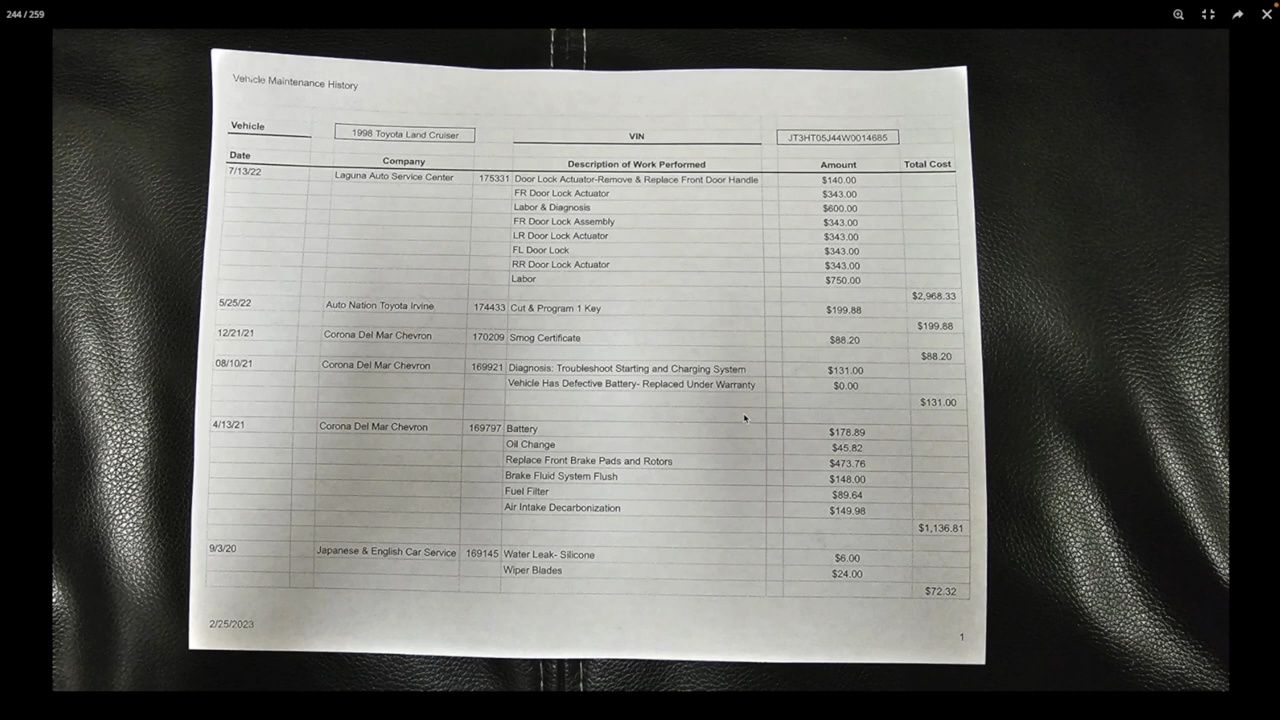 244 / 259
Vehicle Maintenance History
Vehicle 1998 Toyota Land Cruiser VIN JT3HT05J44W0014685
Date Company Description of Work Performed Amount Total Cost
7/13/22 Laguna Auto Service Center 175331 Door Lock Actuator-Remove & Replace Front Door Handle $140.00
FR Door Lock Actuator $343.00
Labor & Diagnosis $600.00
FR Door Lock Assembly $343.00
LR Door Lock Actuator $343.00
FL Door Lock $343.00
RR Door Lock Actuator $343.00
Labor $750.00
$2,968.33
5/25/22 Auto Nation Toyota Irvine 174433 Cut & Program 1 Key $199.88
$199.88
12/21/21 Corona Del Mar Chevron 170209 Smog Certificate $88.20
$88.20
08/10/21 Corona Del Mar Chevron 169921 Diagnosis: Troubleshoot Starting and Charging System $131.00
Vehicle Has Defective Battery- Replaced Under Warranty $0.00
$131.00
4/13/21 Corona Del Mar Chevron 169797 Battery $178.89
Oil Change $45.82
Replace Front Brake Pads and Rotors $473.76
Brake Fluid System Flush $148.00
Fuel Filter $89.64
Air Intake Decarbonization $149.98
$1,136.81
9/3/20 Japanese & English Car Service 169145 Water Leak- Silicone $6.00
Wiper Blades $24.00
$72.32
2/25/2023
1